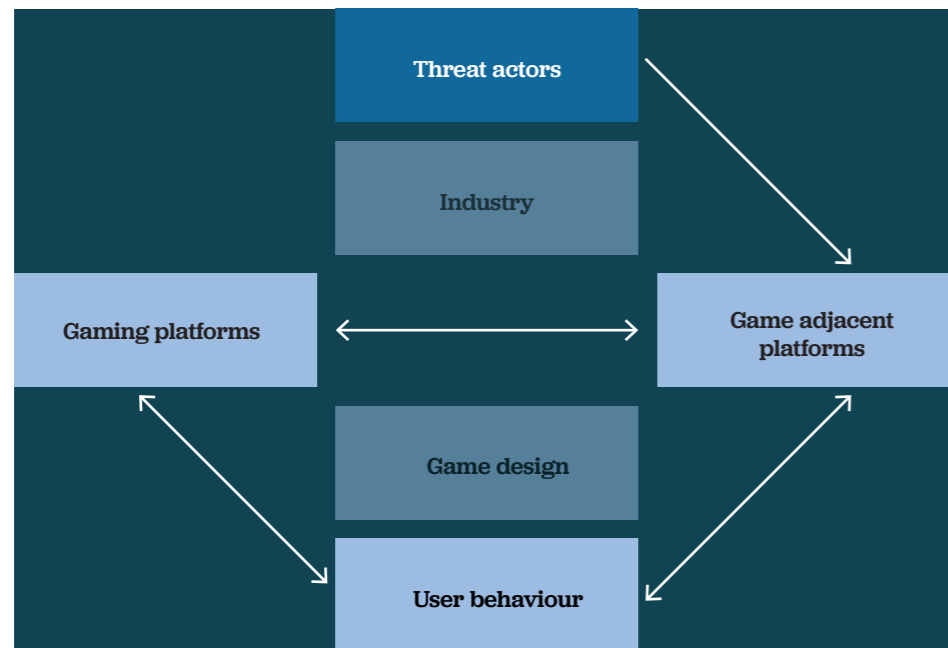 Threat actors
Industry
Gaming platforms
Game adjacent
platforms
Game design
User behaviour